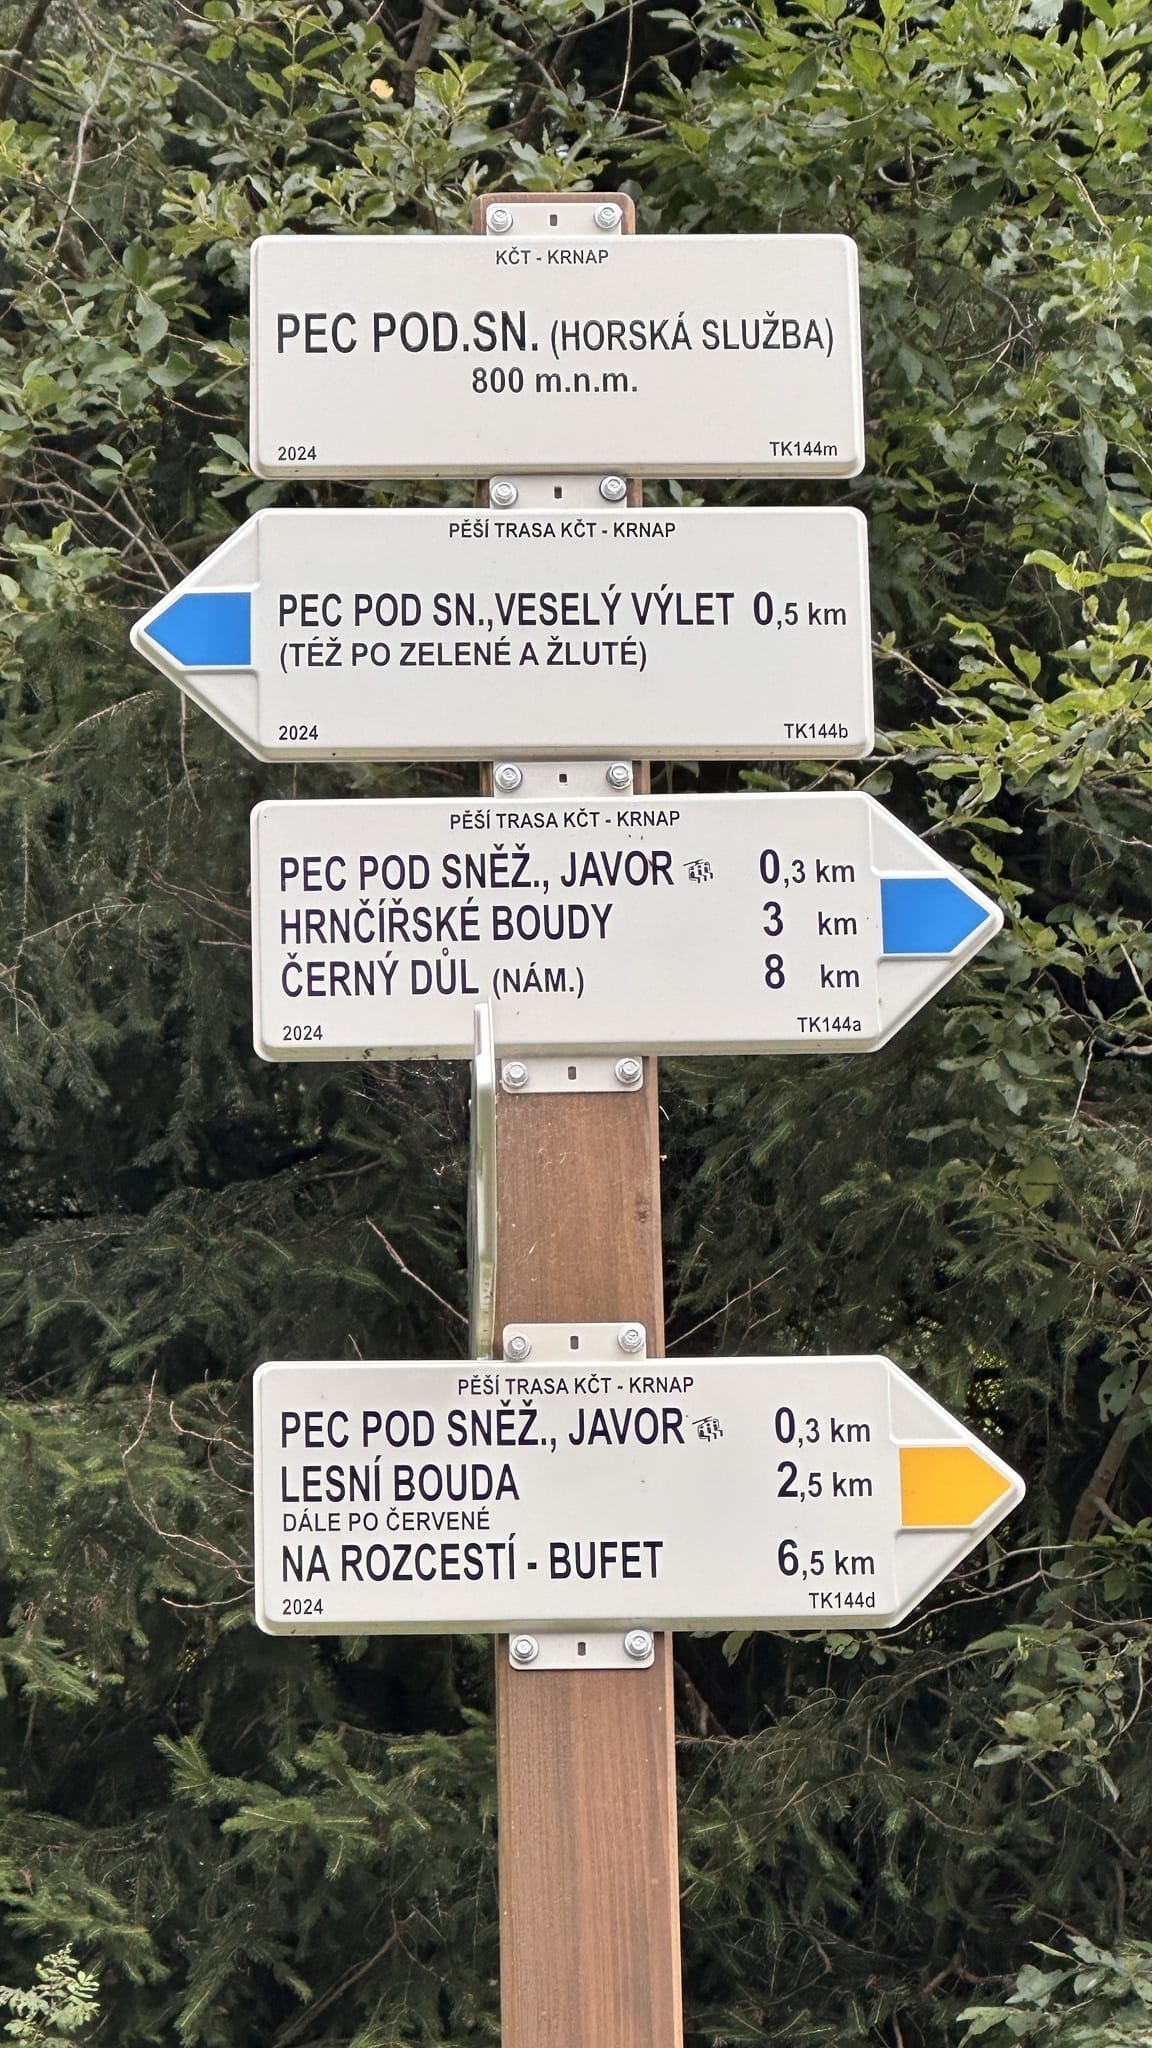 KČT - KRNAP
PEC POD.SN. (HORSKÁ SLUŽBA)
800 m.n.m.
2024 TK144m
PĚŠÍ TRASA KČT - KRNAP
PEC POD SN.,VESELÝ VÝLET 0,5 km
(TÉŽ PO ZELENÉ A ŽLUTÉ)
2024 TK144b
PĚŠÍ TRASA KČT - KRNAP
PEC POD SNĚŽ., JAVOR 0,3 km
HRNČÍŘSKÉ BOUDY 3 km
ČERNÝ DŮL (NÁM.) 8 km
2024 TK144a
PĚŠÍ TRASA KČT - KRNAP
PEC POD SNĚŽ., JAVOR 0,3 km
LESNÍ BOUDA 2,5 km
DÁLE PO ČERVENÉ
NA ROZCESTÍ - BUFET 6,5 km
2024 TK144d